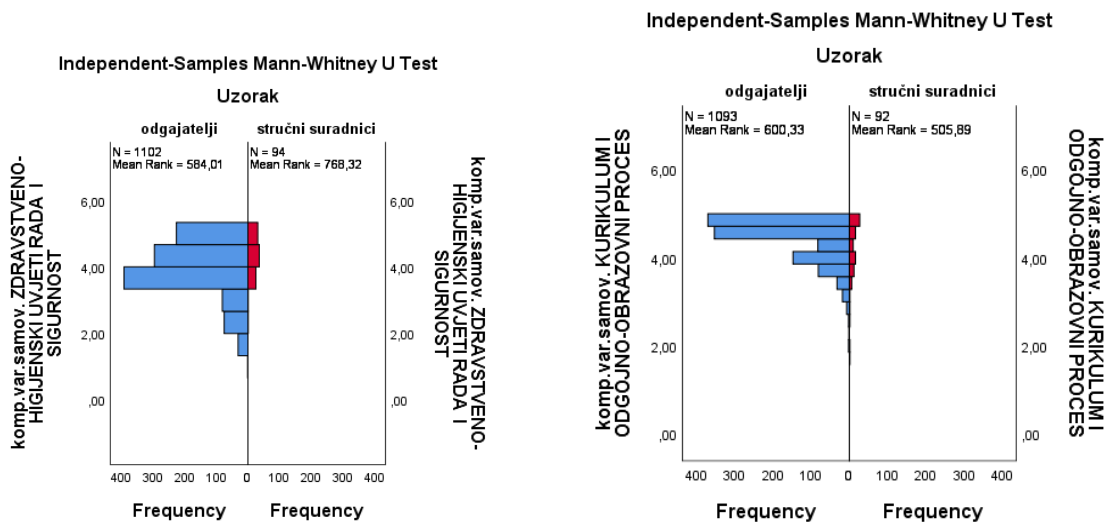 Independent-Samples Mann-Whitney U Test
Uzorak
odgajatelji
stručni suradnici
N = 1102
Mean Rank = 584,01
N = 94
Mean Rank = 768,32
komp.var.samov. ZDRAVSTVENO-
HIGIJENSKI UVJETI RADA I
SIGURNOST
6,00
4,00
2,00
,00
6,00
4,00
2,00
,00
komp.var.samov. ZDRAVSTVENO-
HIGIJENSKI UVJETI RADA I
SIGURNOST
400 300 200 100 0 100 200 300 400
Frequency
Frequency
Independent-Samples Mann-Whitney U Test
Uzorak
odgajatelji
stručni suradnici
N = 1093
Mean Rank = 600,33
N = 92
Mean Rank = 505,89
komp.var.samov. KURIKULUM I
ODGOJNO-OBRAZOVNI PROCES
6,00
4,00
2,00
,00
6,00
4,00
2,00
,00
komp.var.samov. KURIKULUM I
ODGOJNO-OBRAZOVNI PROCES
400 300 200 100 0 100 200 300 400
Frequency
Frequency